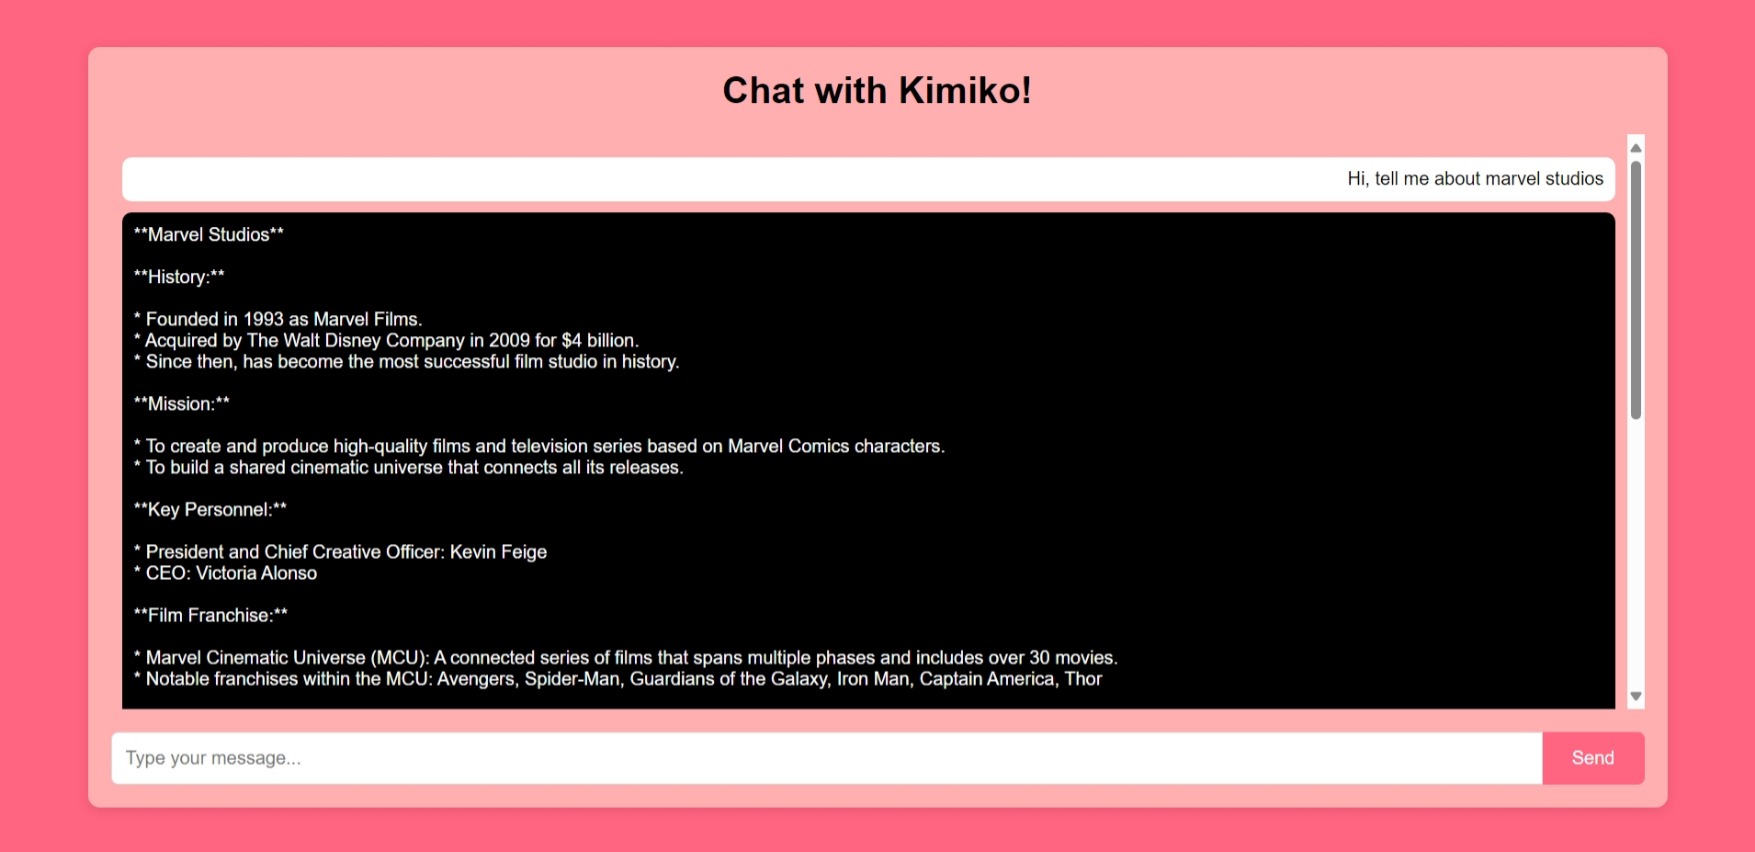 Chat with Kimiko!
Hi, tell me about marvel studios
**Marvel Studios**
**History:**
* Founded in 1993 as Marvel Films.
* Acquired by The Walt Disney Company in 2009 for $4 billion.
* Since then, has become the most successful film studio in history.
**Mission:**
* To create and produce high-quality films and television series based on Marvel Comics characters.
* To build a shared cinematic universe that connects all its releases.
**Key Personnel:**
* President and Chief Creative Officer: Kevin Feige
* CEO: Victoria Alonso
**Film Franchise:**
* Marvel Cinematic Universe (MCU): A connected series of films that spans multiple phases and includes over 30 movies.
* Notable franchises within the MCU: Avengers, Spider-Man, Guardians of the Galaxy, Iron Man, Captain America, Thor
Type your message...
Send